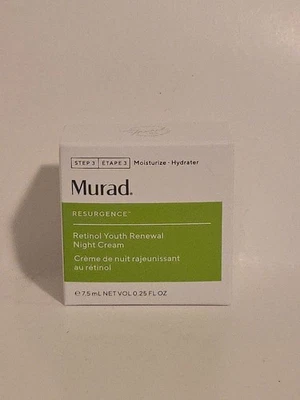 STEP 3 ÉTAPE 3 Moisturize · Hydrater
Murad.
RESURGENCE™
Retinol Youth Renewal
Night Cream
Crème de nuit rajeunissant
au rétinol
e 7.5 mL NET VOL 0.25 FL OZ